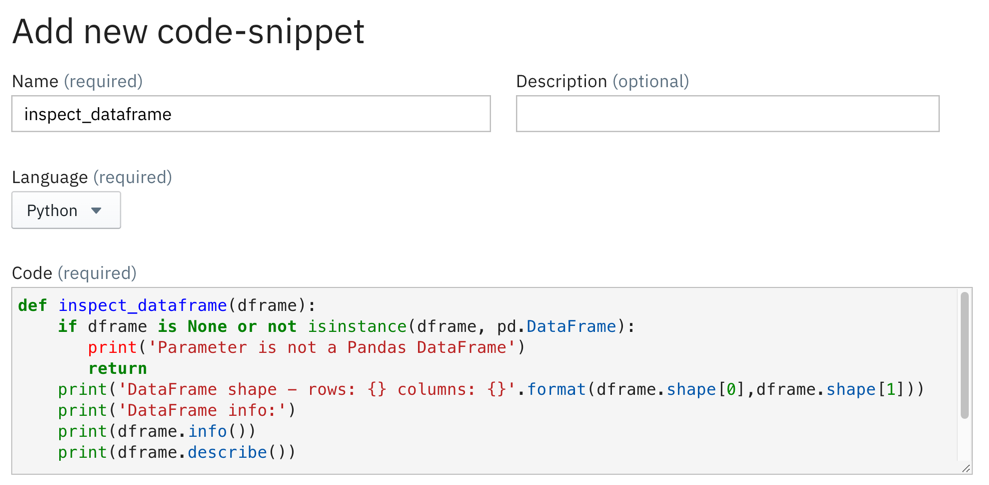 Add new code-snippet
Name (required)
Description (optional)
inspect_dataframe
Language (required)
Python
Code (required)
def inspect_dataframe(dframe):
    if dframe is None or not isinstance(dframe, pd.DataFrame):
        print('Parameter is not a Pandas DataFrame')
        return
    print('DataFrame shape – rows: {} columns: {}'.format(dframe.shape[0],dframe.shape[1]))
    print('DataFrame info:')
    print(dframe.info())
    print(dframe.describe())